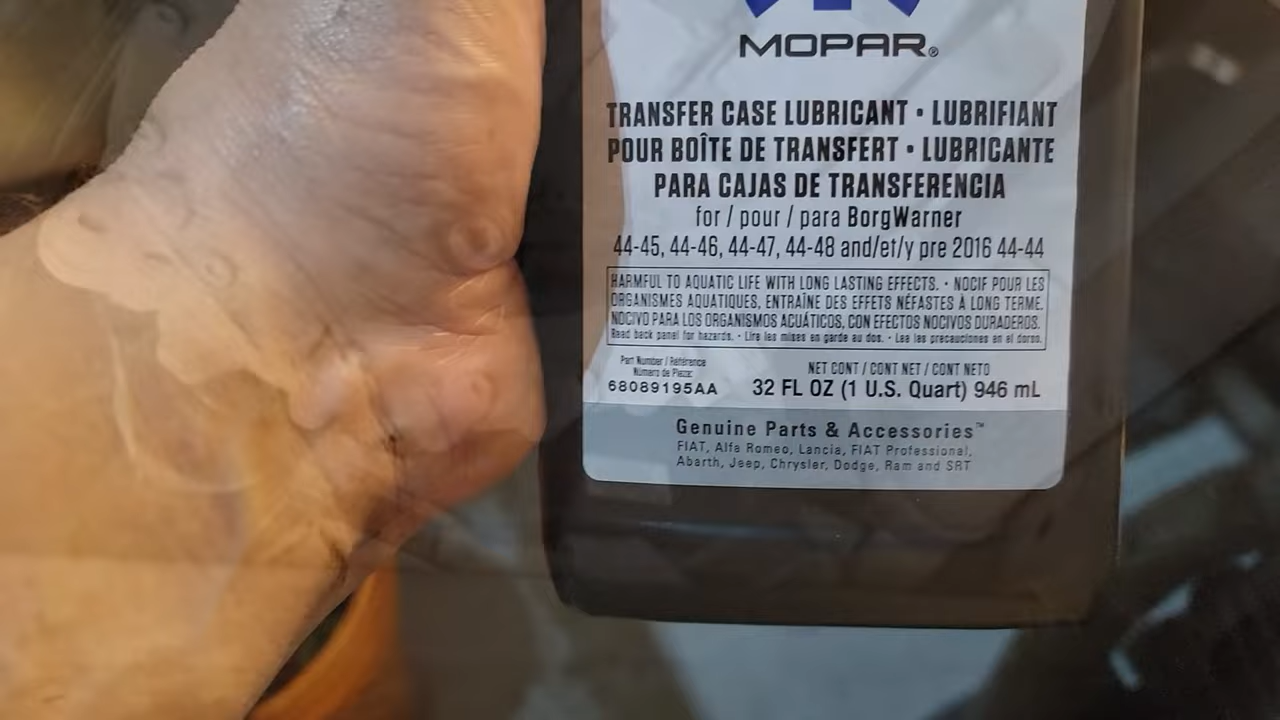 MOPAR®
TRANSFER CASE LUBRICANT • LUBRIFIANT
POUR BOÎTE DE TRANSFERT • LUBRICANTE
PARA CAJAS DE TRANSFERENCIA
for / pour / para BorgWarner
44-45, 44-46, 44-47, 44-48 and/et/y pre 2016 44-44
HARMFUL TO AQUATIC LIFE WITH LONG LASTING EFFECTS. • NOCIF POUR LES
ORGANISMES AQUATIQUES, ENTRAÎNE DES EFFETS NÉFASTES À LONG TERME.
NOCIVO PARA LOS ORGANISMOS ACUÁTICOS, CON EFECTOS NOCIVOS DURADEROS.
Read back panel for hazards. • Lire les mises en garde au dos. • Lea las precauciones en el dorso.
Part Number / Référence
Número de Pieza:
68089195AA
NET CONT / CONT NET / CONT NETO
32 FL OZ (1 U.S. Quart) 946 mL
Genuine Parts & Accessories™
FIAT, Alfa Romeo, Lancia, FIAT Professional,
Abarth, Jeep, Chrysler, Dodge, Ram and SRT